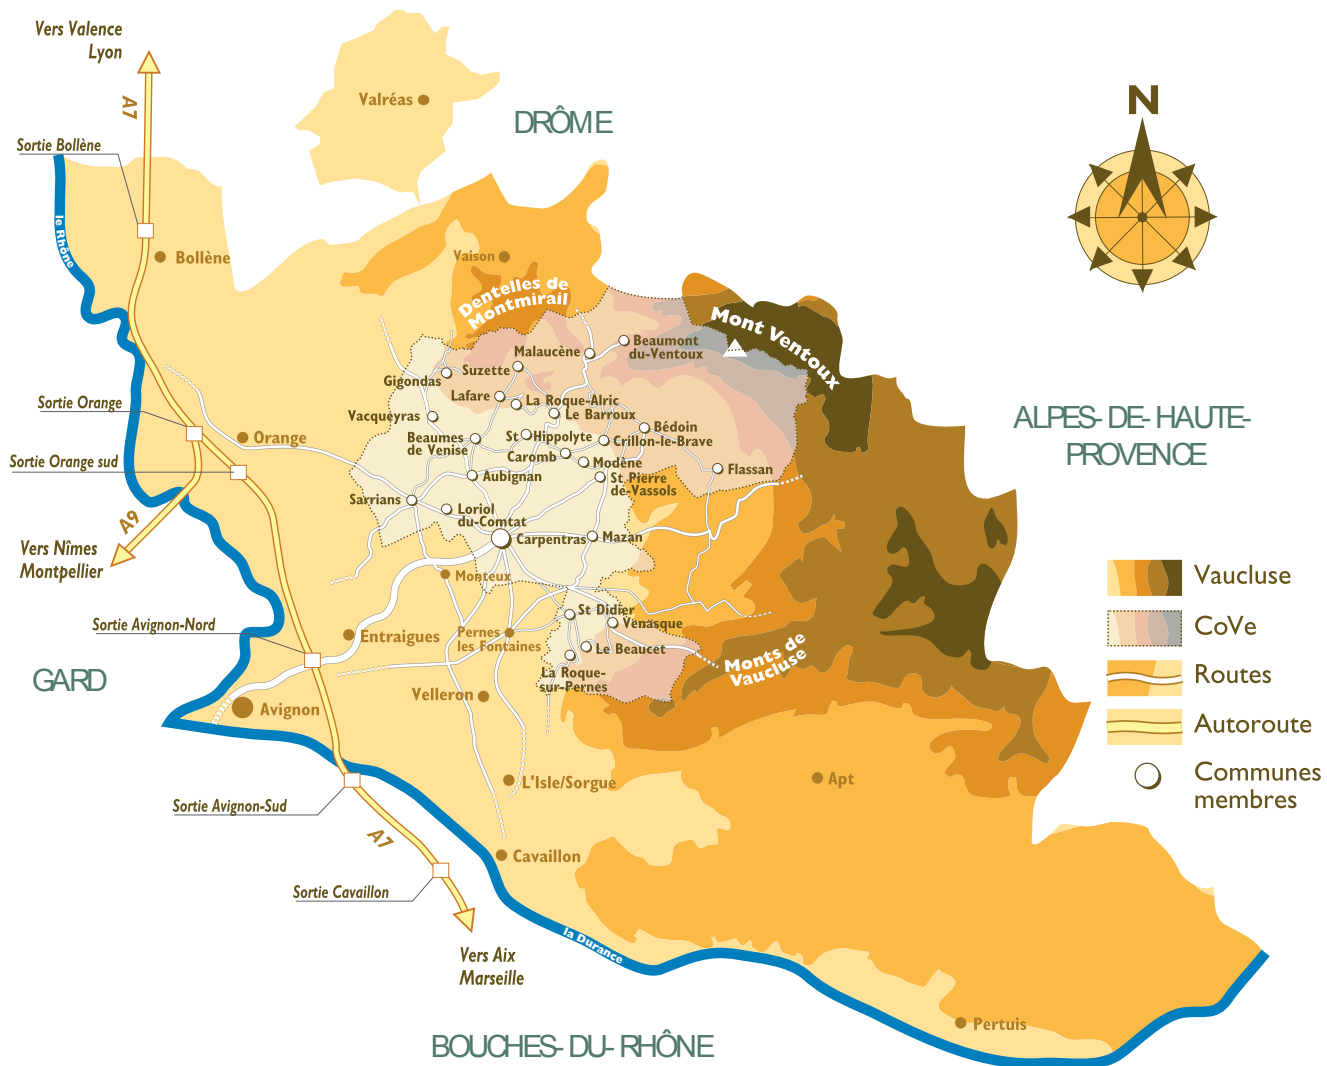 Vers Valence
Lyon
A7
Valréas
DRÔME
N
Sortie Bollène
le Rhône
Bollène
Vaison
Dentelles de
Montmirail
Mont Ventoux
Beaumont
du-Ventoux
Malaucène
Suzette
Gigondas
Lafare
La Roque-Alric
Le Barroux
Vacqueyras
Sortie Orange
Orange
Beaumes
de Venise
St Hippolyte
Bédoin
Crillon-le-Brave
Caromb
Modène
Flassan
ALPES-DE-HAUTE-
PROVENCE
Sortie Orange sud
Aubignan
St Pierre
de-Vassols
Sarrians
Loriol
du-Comtat
Carpentras
Mazan
A9
Vers Nîmes
Montpellier
Monteux
Vaucluse
CoVe
Routes
Autoroute
Communes
membres
Sortie Avignon-Nord
Entraigues
Pernes
les Fontaines
St Didier
Venasque
Le Beaucet
La Roque-
sur-Pernes
Monts de
Vaucluse
GARD
Avignon
Velleron
L'Isle/Sorgue
Apt
Sortie Avignon-Sud
A7
Cavaillon
Sortie Cavaillon
la Durance
Vers Aix
Marseille
Pertuis
BOUCHES-DU-RHÔNE